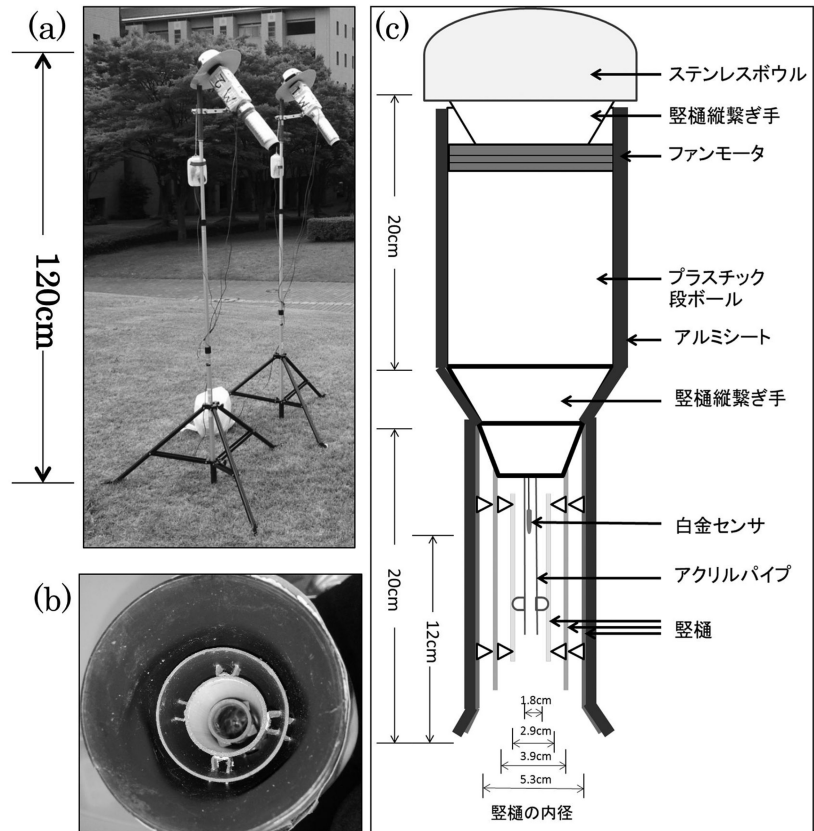 (a)
120cm
(b)
(c)
ステンレスボウル
竪樋縦繋ぎ手
ファンモータ
20cm
プラスチック
段ボール
アルミシート
竪樋縦繋ぎ手
白金センサ
アクリルパイプ
竪樋
20cm
12cm
1.8cm
2.9cm
3.9cm
5.3cm
竪樋の内径